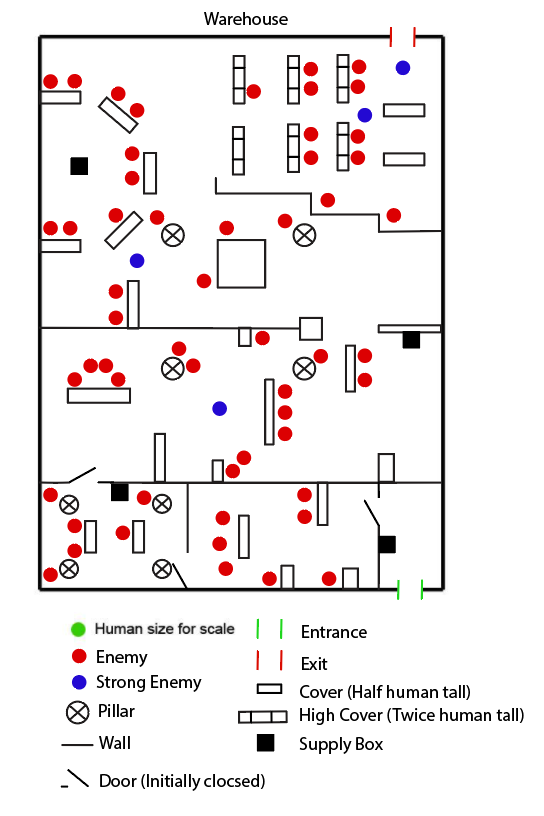 Warehouse
Human size for scale
Enemy
Strong Enemy
Pillar
Wall
Door (Initially clocsed)
Entrance
Exit
Cover (Half human tall)
High Cover (Twice human tall)
Supply Box